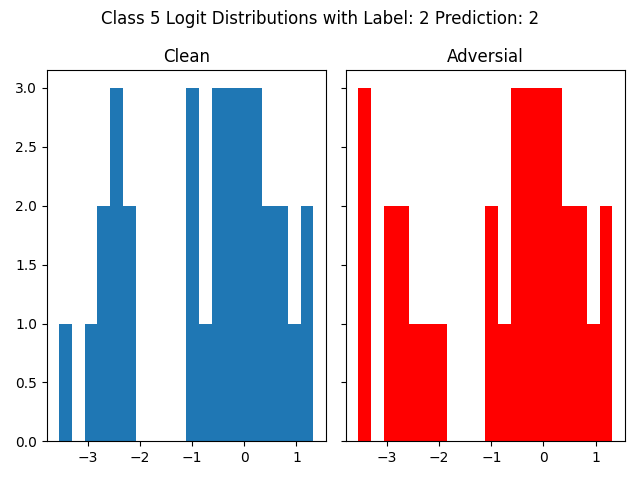 Class 5 Logit Distributions with Label: 2 Prediction: 2
Clean
Adversial
3.0
2.5
2.0
1.5
1.0
0.5
0.0
−3 −2 −1 0 1
−3 −2 −1 0 1